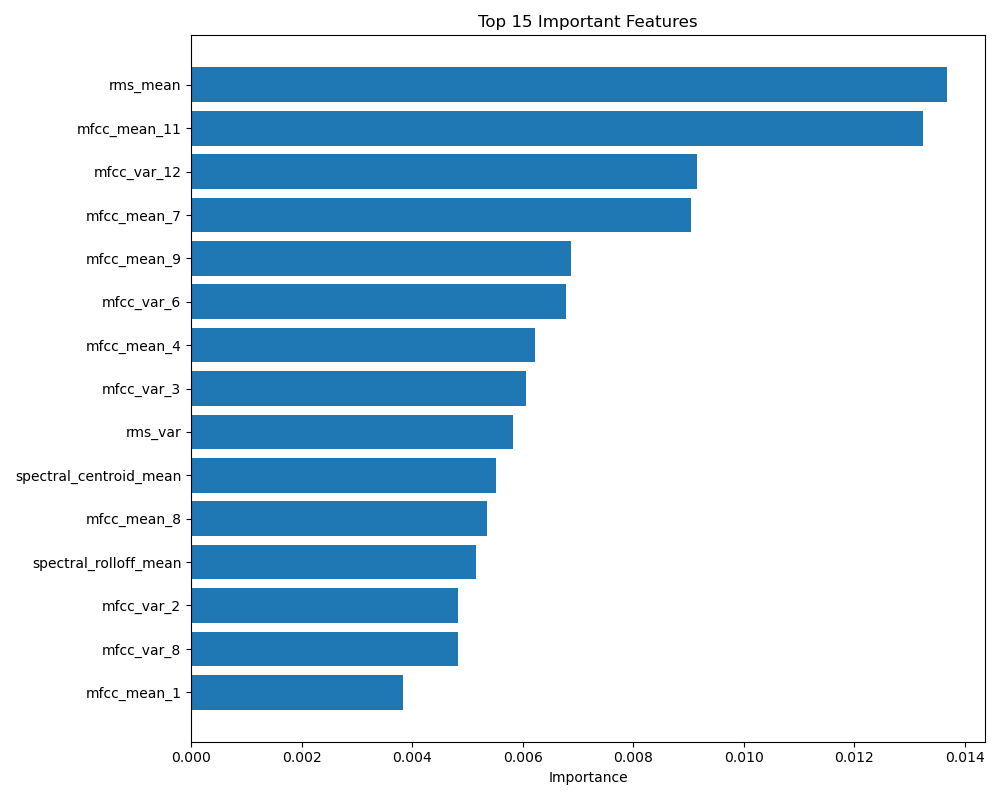 Top 15 Important Features
rms_mean
mfcc_mean_11
mfcc_var_12
mfcc_mean_7
mfcc_mean_9
mfcc_var_6
mfcc_mean_4
mfcc_var_3
rms_var
spectral_centroid_mean
mfcc_mean_8
spectral_rolloff_mean
mfcc_var_2
mfcc_var_8
mfcc_mean_1
0.000 0.002 0.004 0.006 0.008 0.010 0.012 0.014
Importance